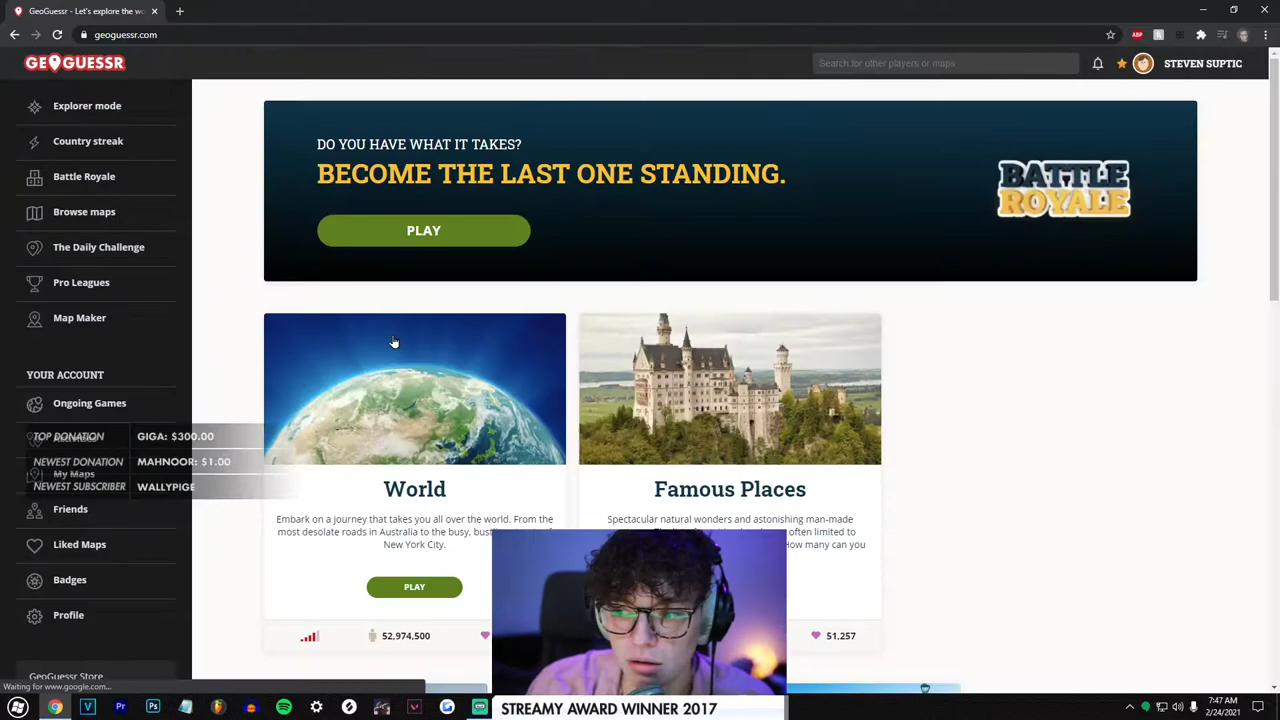 GeoGuessr - Let's explore the
geoguessr.com
ABP
GEOGUESSR
Search for other players or maps
STEVEN SUPTIC
Explorer mode
Country streak
Battle Royale
Browse maps
The Daily Challenge
Pro Leagues
Map Maker
YOUR ACCOUNT
Ongoing Games
My Maps
Friends
Liked Maps
Badges
Profile
GeoGuessr Store
TOP DONATION GIGA: $300.00
NEWEST DONATION MAHNOOR: $1.00
NEWEST SUBSCRIBER WALLYPIGE
DO YOU HAVE WHAT IT TAKES?
BECOME THE LAST ONE STANDING.
PLAY
BATTLE
ROYALE
World
Embark on a journey that takes you all over the world. From the
most desolate roads in Australia to the busy,
New York City.
PLAY
52,974,500
Famous Places
Spectacular natural wonders and astonishing man-made
often limited to
How many can you
51,257
Waiting for www.google.com...
STREAMY AWARD WINNER 2017
7:47 AM
2/24/2021